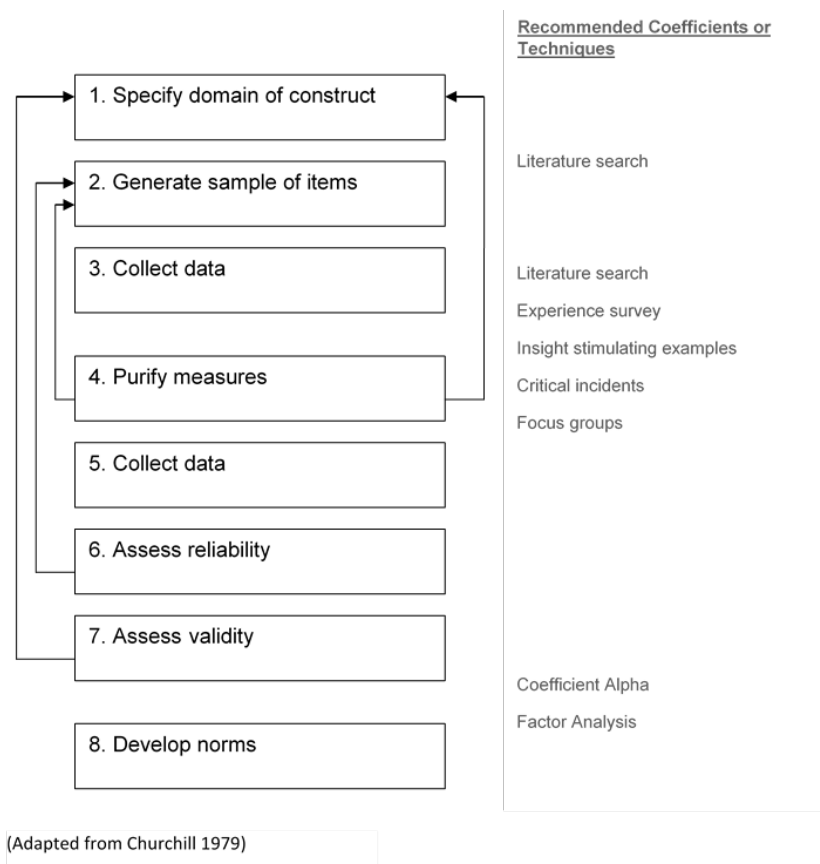 Recommended Coefficients or
Techniques
1. Specify domain of construct
Literature search
2. Generate sample of items
3. Collect data
Literature search
Experience survey
Insight stimulating examples
4. Purify measures
Critical incidents
Focus groups
5. Collect data
6. Assess reliability
7. Assess validity
Coefficient Alpha
Factor Analysis
8. Develop norms
(Adapted from Churchill 1979)